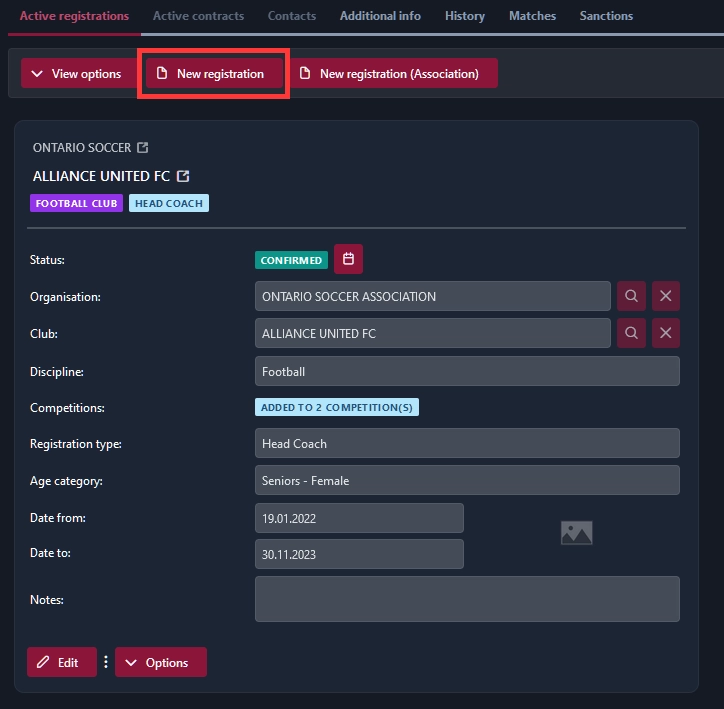 Active registrations Active contracts Contacts Additional info History Matches Sanctions
View options New registration New registration (Association)
ONTARIO SOCCER
ALLIANCE UNITED FC
FOOTBALL CLUB HEAD COACH
Status: CONFIRMED
Organisation: ONTARIO SOCCER ASSOCIATION
Club: ALLIANCE UNITED FC
Discipline: Football
Competitions: ADDED TO 2 COMPETITION(S)
Registration type: Head Coach
Age category: Seniors - Female
Date from: 19.01.2022
Date to: 30.11.2023
Notes:
Edit Options